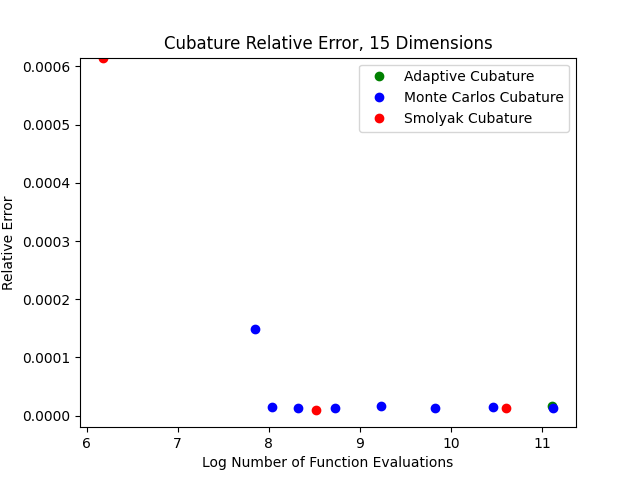 Cubature Relative Error, 15 Dimensions
Adaptive Cubature
Monte Carlos Cubature
Smolyak Cubature
Relative Error
0.0006
0.0005
0.0004
0.0003
0.0002
0.0001
0.0000
6 7 8 9 10 11
Log Number of Function Evaluations